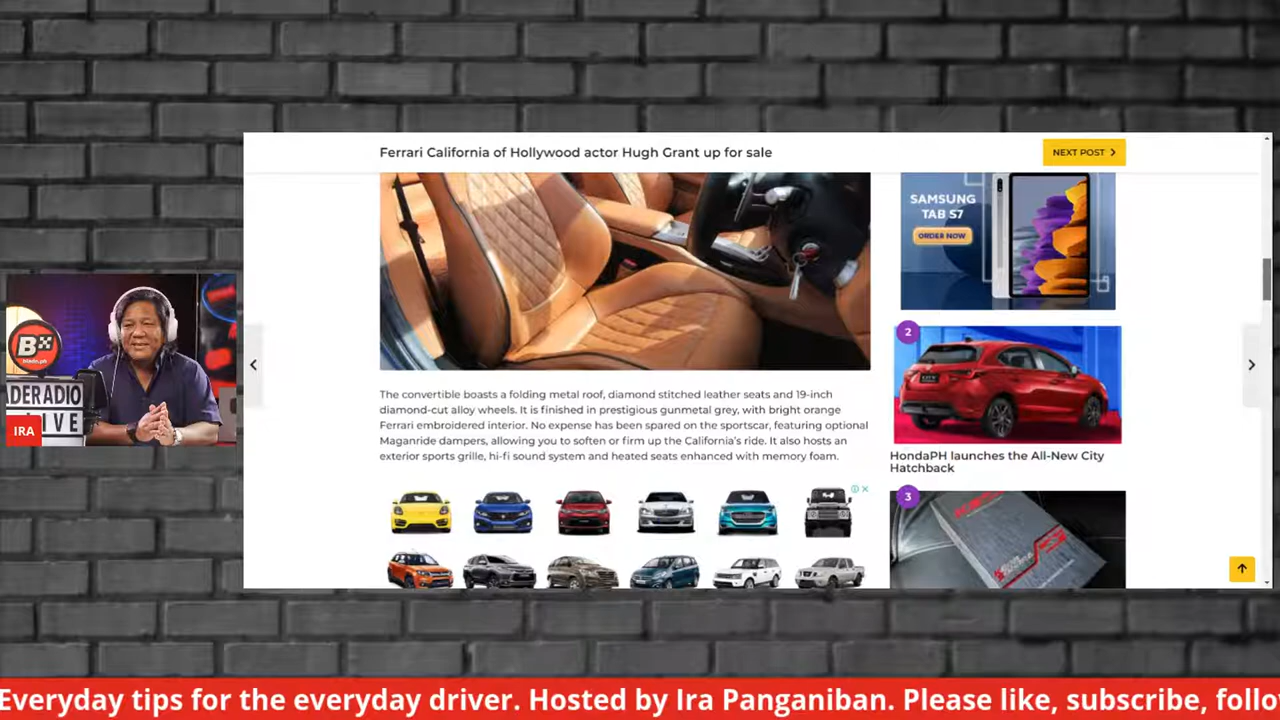 Ferrari California of Hollywood actor Hugh Grant up for sale
NEXT POST
SAMSUNG
TAB S7
ORDER NOW
2
HondaPH launches the All-New City
Hatchback
3
The convertible boasts a folding metal roof, diamond stitched leather seats and 19-inch
diamond-cut alloy wheels. It is finished in prestigious gunmetal grey, with bright orange
Ferrari embroidered interior. No expense has been spared on the sportscar, featuring optional
Maganride dampers, allowing you to soften or firm up the California's ride. It also hosts an
exterior sports grille, hi-fi sound system and heated seats enhanced with memory foam.
B
blade.ph
ADERADIO
IVE
IRA
Everyday tips for the everyday driver. Hosted by Ira Panganiban. Please like, subscribe, follo